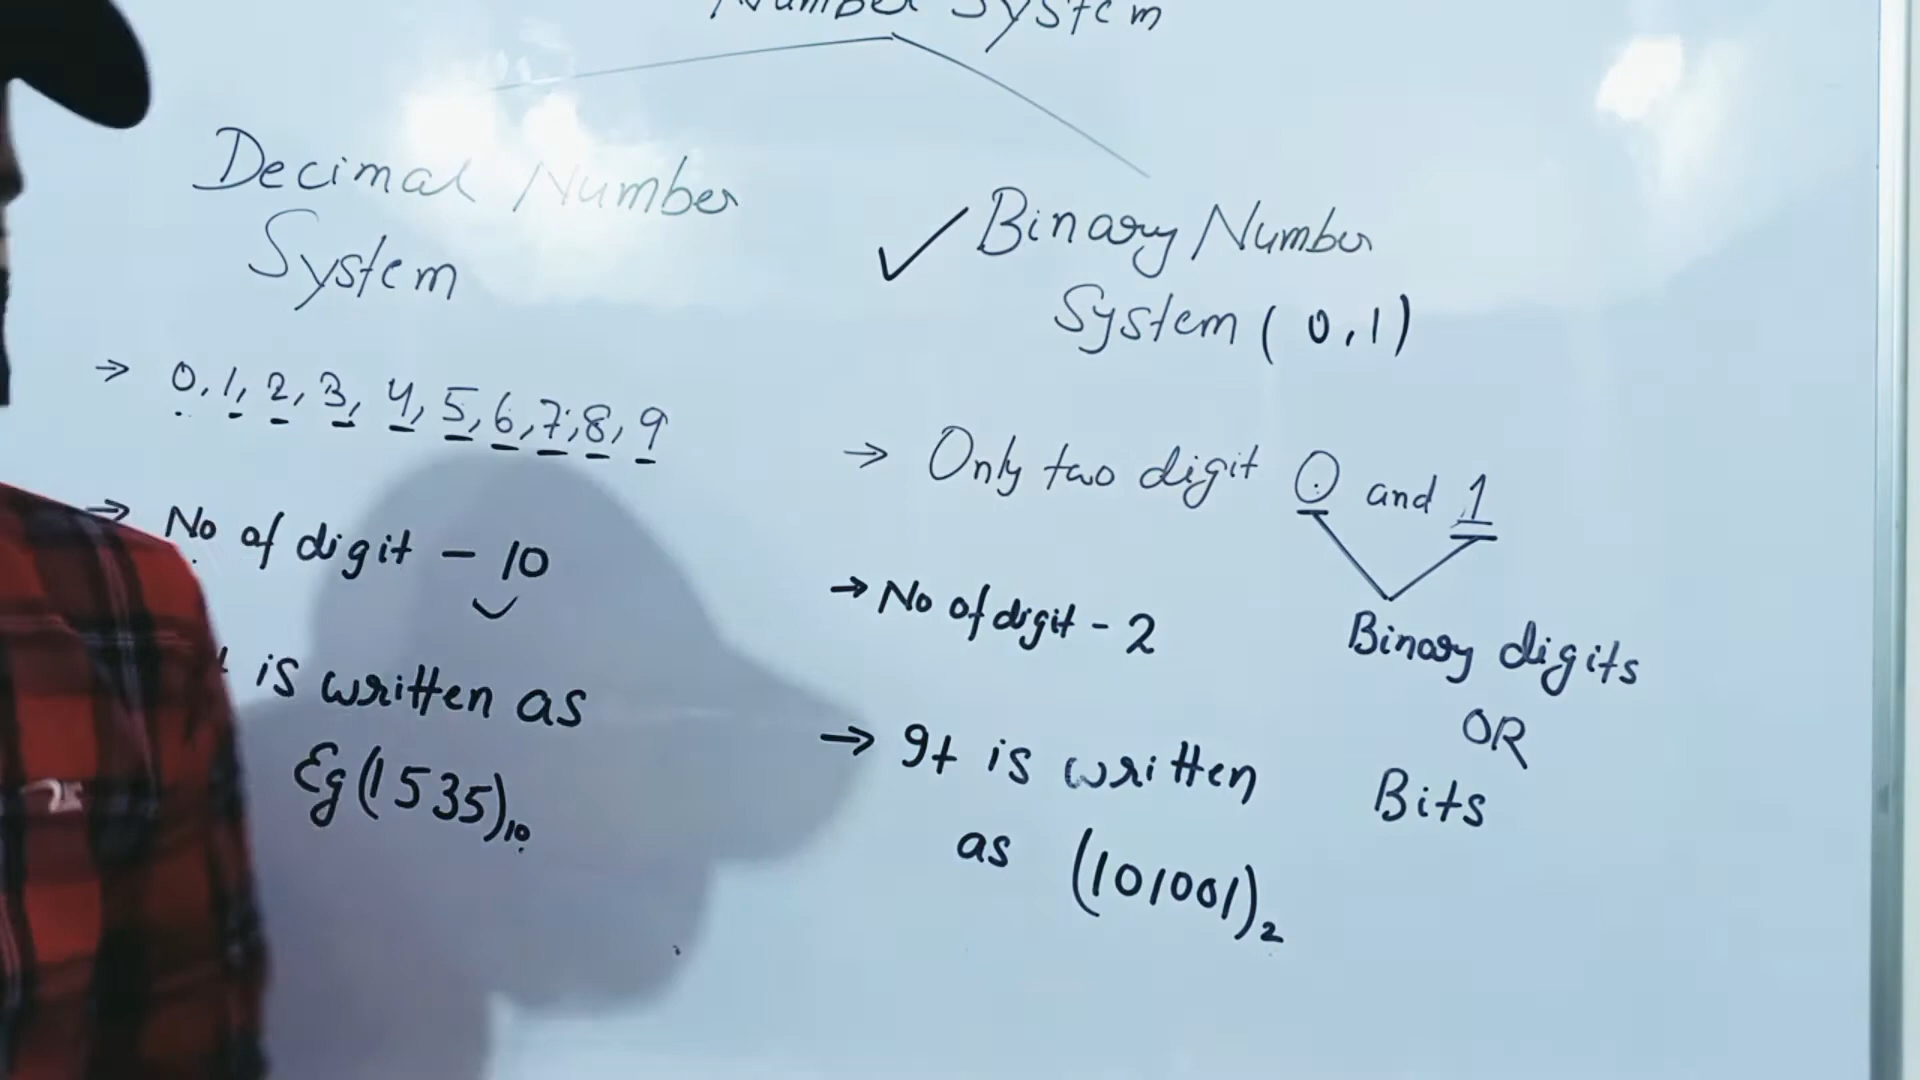 Number System
Decimal Number
System
→ 0, 1, 2, 3, 4, 5, 6, 7, 8, 9
→ No of digit - 10
is written as
Eg (1535)₁₀
✓ Binary Number
System (0,1)
→ Only two digit 0 and 1
Binary digits
OR
Bits
→ No of digit - 2
→ It is written
as (101001)₂